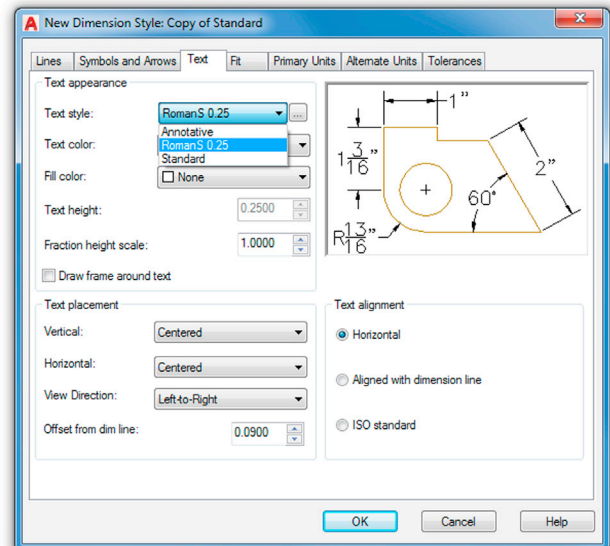 A New Dimension Style: Copy of Standard
Lines Symbols and Arrows Text Fit Primary Units Alternate Units Tolerances
Text appearance
Text style: RomanS 0.25 ...
Annotative
RomanS 0.25
Standard
Text color:
Fill color: None
Text height: 0.2500
Fraction height scale: 1.0000
Draw frame around text
1"
1 3/16"
2"
60°
R13/16"
Text placement
Vertical: Centered
Horizontal: Centered
View Direction: Left-to-Right
Offset from dim line: 0.0900
Text alignment
Horizontal
Aligned with dimension line
ISO standard
OK Cancel Help